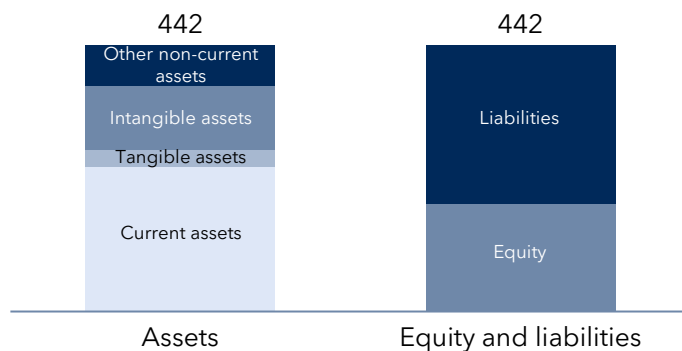 442
Other non-current
assets
Intangible assets
Tangible assets
Current assets
Assets
442
Liabilities
Equity
Equity and liabilities